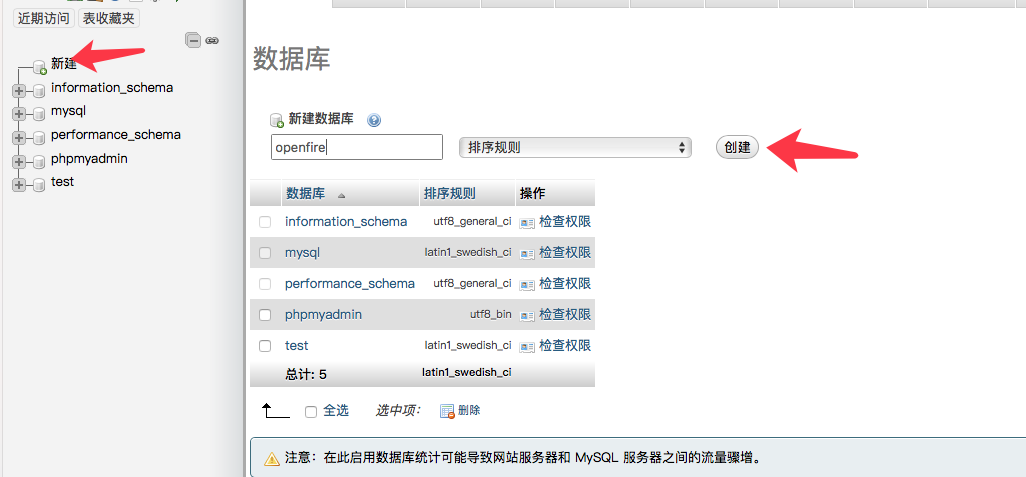 近期访问 表收藏夹
新建
information_schema
mysql
performance_schema
phpmyadmin
test
数据库
新建数据库
openfire 排序规则 创建
数据库 排序规则 操作
information_schema utf8_general_ci 检查权限
mysql latin1_swedish_ci 检查权限
performance_schema utf8_general_ci 检查权限
phpmyadmin utf8_bin 检查权限
test latin1_swedish_ci 检查权限
总计: 5 latin1_swedish_ci
全选 选中项: 删除
注意：在此启用数据库统计可能导致网站服务器和 MySQL 服务器之间的流量骤增。